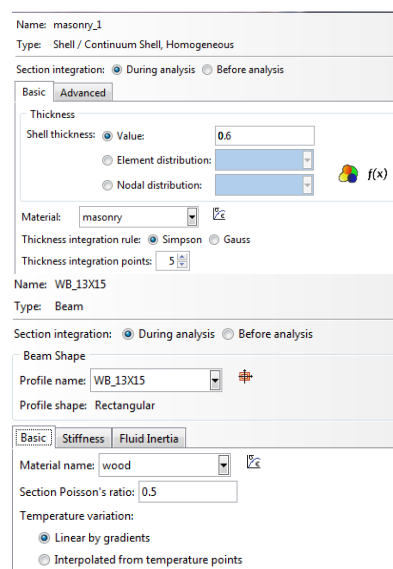 Name: masonry_1
Type: Shell / Continuum Shell, Homogeneous
Section integration: During analysis Before analysis
Basic Advanced
Thickness
Shell thickness: Value: 0.6
Element distribution:
Nodal distribution:
f(x)
Material: masonry
Thickness integration rule: Simpson Gauss
Thickness integration points: 5
Name: WB_13X15
Type: Beam
Section integration: During analysis Before analysis
Beam Shape
Profile name: WB_13X15
Profile shape: Rectangular
Basic Stiffness Fluid Inertia
Material name: wood
Section Poisson's ratio: 0.5
Temperature variation:
Linear by gradients
Interpolated from temperature points